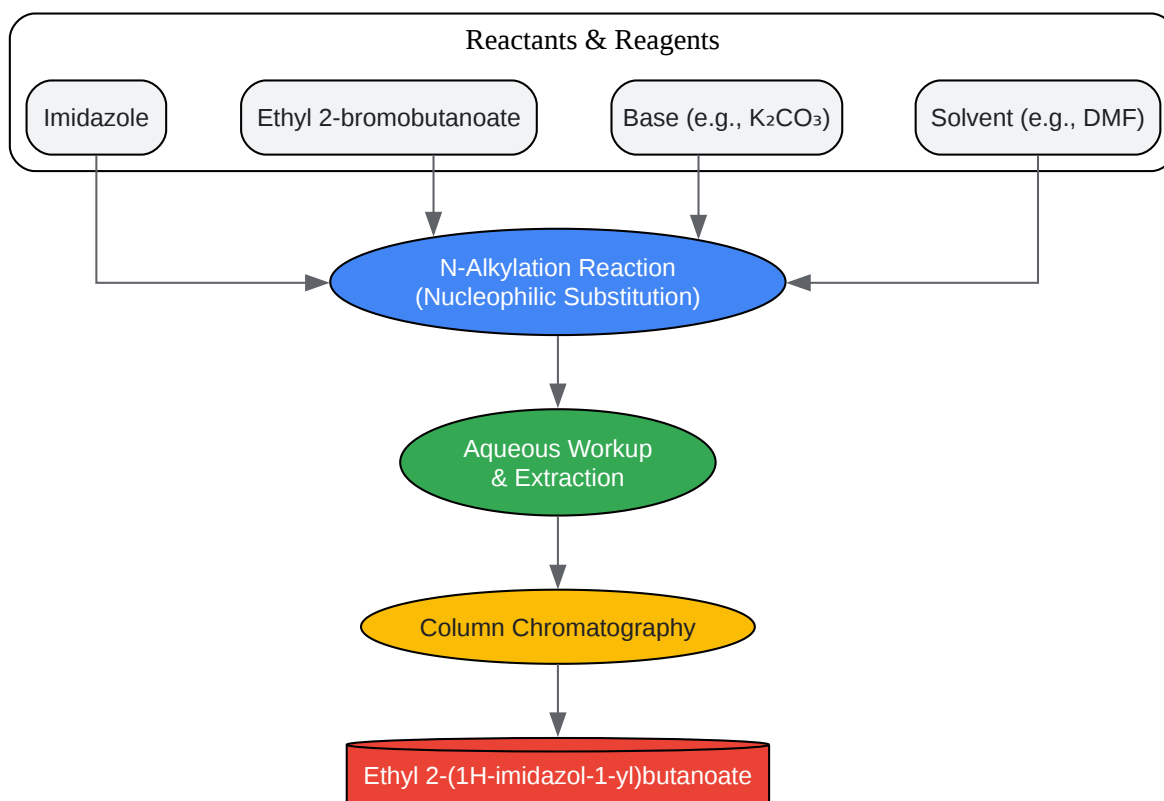 Reactants & Reagents
Imidazole
Ethyl 2-bromobutanoate
Base (e.g., K₂CO₃)
Solvent (e.g., DMF)
N-Alkylation Reaction
(Nucleophilic Substitution)
Aqueous Workup
& Extraction
Column Chromatography
Ethyl 2-(1H-imidazol-1-yl)butanoate